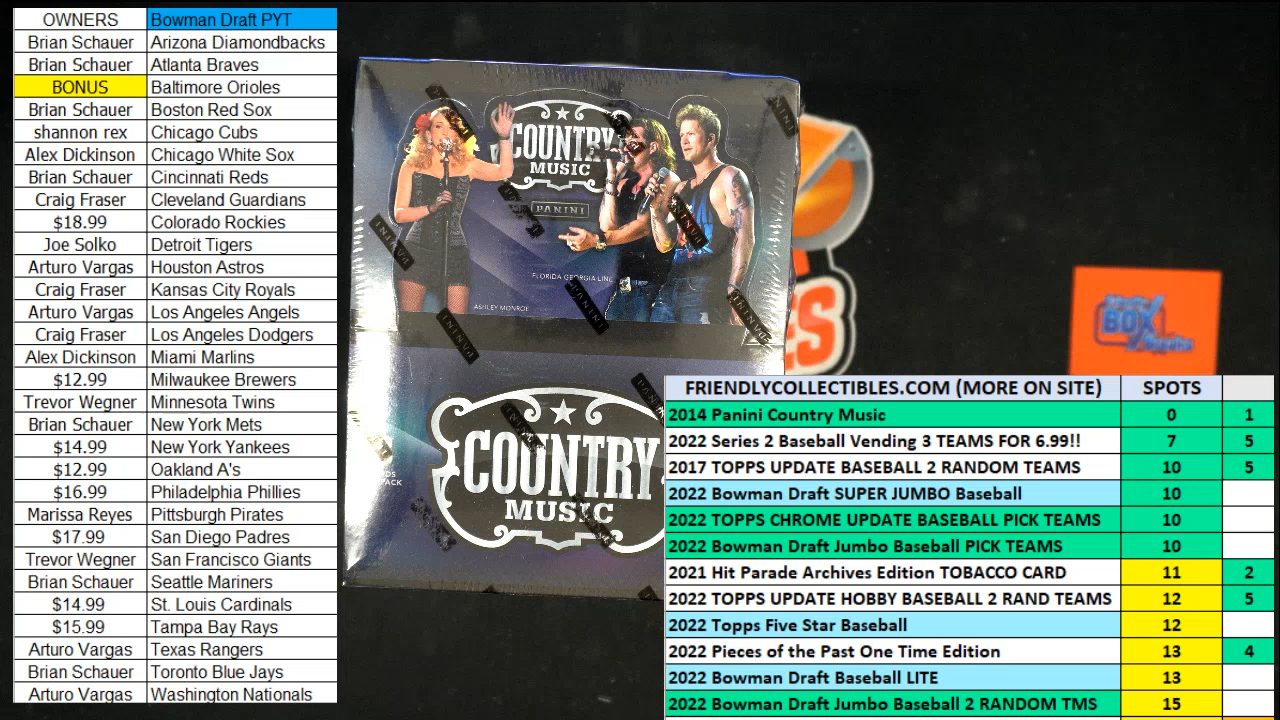 OWNERS Bowman Draft PYT
Brian Schauer Arizona Diamondbacks
Brian Schauer Atlanta Braves
BONUS Baltimore Orioles
Brian Schauer Boston Red Sox
shannon rex Chicago Cubs
Alex Dickinson Chicago White Sox
Brian Schauer Cincinnati Reds
Craig Fraser Cleveland Guardians
$18.99 Colorado Rockies
Joe Solko Detroit Tigers
Arturo Vargas Houston Astros
Craig Fraser Kansas City Royals
Arturo Vargas Los Angeles Angels
Craig Fraser Los Angeles Dodgers
Alex Dickinson Miami Marlins
$12.99 Milwaukee Brewers
Trevor Wegner Minnesota Twins
Brian Schauer New York Mets
$14.99 New York Yankees
$12.99 Oakland A's
$16.99 Philadelphia Phillies
Marissa Reyes Pittsburgh Pirates
$17.99 San Diego Padres
Trevor Wegner San Francisco Giants
Brian Schauer Seattle Mariners
$14.99 St. Louis Cardinals
$15.99 Tampa Bay Rays
Arturo Vargas Texas Rangers
Brian Schauer Toronto Blue Jays
Arturo Vargas Washington Nationals
COUNTRY
MUSIC
PANINI
FLORIDA GEORGIA LINE
ASHLEY MONROE
PANINI
PANINI
PANINI
PANINI
PANINI
COUNTRY
MUSIC
PACK
ES
BOX
FRIENDLYCOLLECTIBLES.COM (MORE ON SITE) SPOTS
2014 Panini Country Music 0 1
2022 Series 2 Baseball Vending 3 TEAMS FOR 6.99!! 7 5
2017 TOPPS UPDATE BASEBALL 2 RANDOM TEAMS 10 5
2022 Bowman Draft SUPER JUMBO Baseball 10
2022 TOPPS CHROME UPDATE BASEBALL PICK TEAMS 10
2022 Bowman Draft Jumbo Baseball PICK TEAMS 10
2021 Hit Parade Archives Edition TOBACCO CARD 11 2
2022 TOPPS UPDATE HOBBY BASEBALL 2 RAND TEAMS 12 5
2022 Topps Five Star Baseball 12
2022 Pieces of the Past One Time Edition 13 4
2022 Bowman Draft Baseball LITE 13
2022 Bowman Draft Jumbo Baseball 2 RANDOM TMS 15